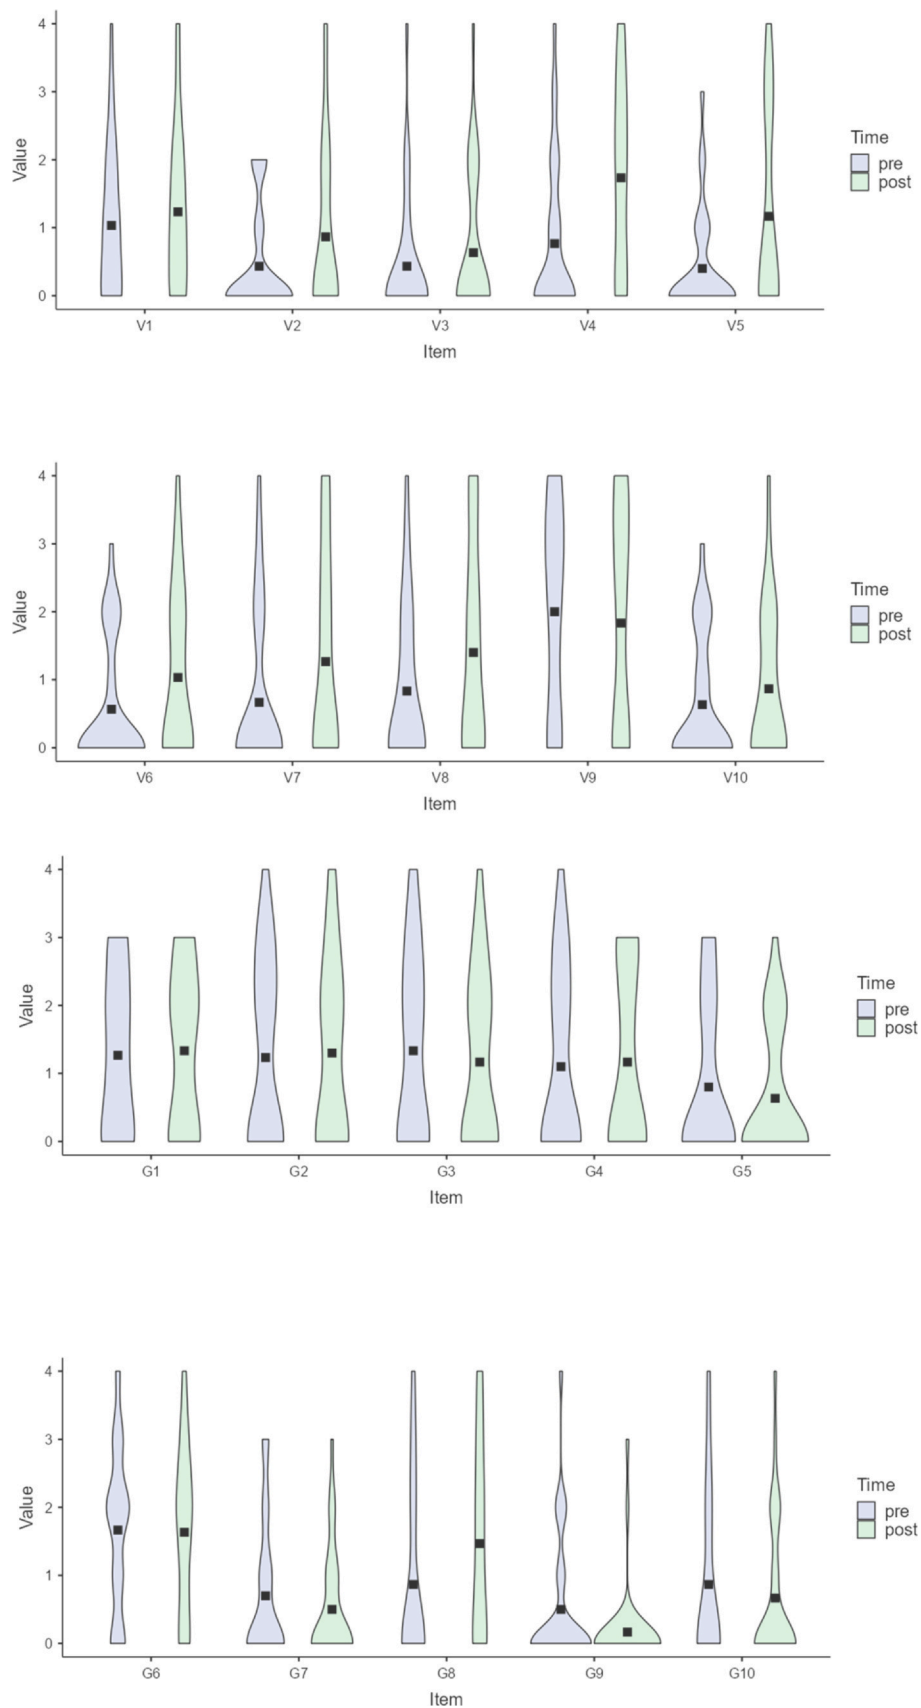 4
3
2
1
0
Value
V1 V2 V3 V4 V5
Item
Time
pre
post
4
3
2
1
0
Value
V6 V7 V8 V9 V10
Item
Time
pre
post
4
3
2
1
0
Value
G1 G2 G3 G4 G5
Item
Time
pre
post
4
3
2
1
0
Value
G6 G7 G8 G9 G10
Item
Time
pre
post